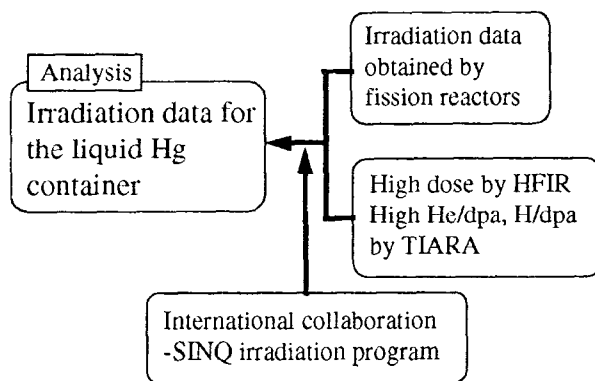 Analysis
Irradiation data for
the liquid Hg
container
Irradiation data
obtained by
fission reactors
High dose by HFIR
High He/dpa, H/dpa
by TIARA
International collaboration
-SINQ irradiation program